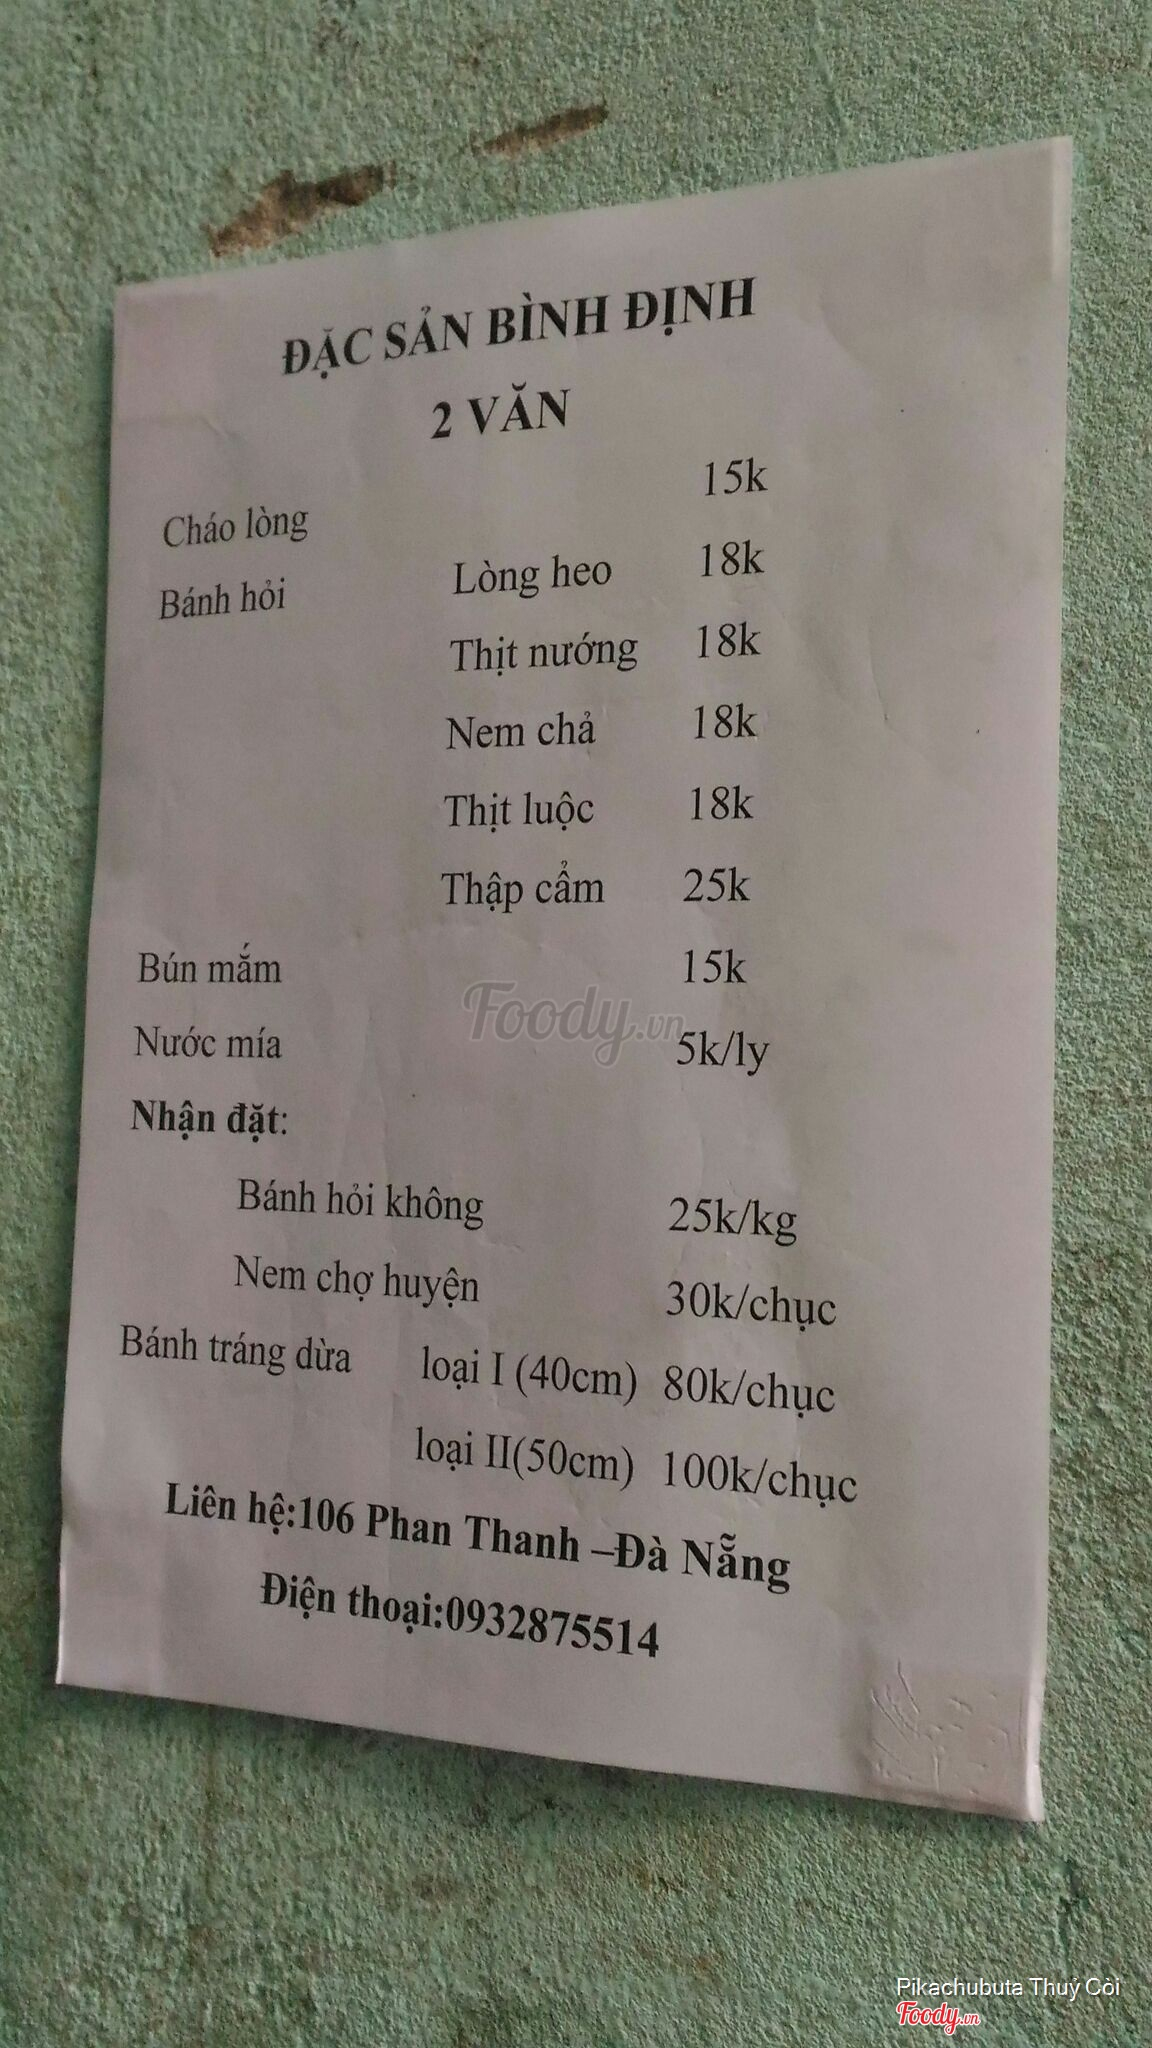 ĐẶC SẢN BÌNH ĐỊNH
2 VĂN
Cháo lòng 15k
Bánh hỏi Lòng heo 18k
Thịt nướng 18k
Nem chả 18k
Thịt luộc 18k
Thập cẩm 25k
Bún mắm 15k
Nước mía 5k/ly
Nhận đặt:
Bánh hỏi không 25k/kg
Nem chợ huyện 30k/chục
Bánh tráng dừa loại I (40cm) 80k/chục
loại II(50cm) 100k/chục
Liên hệ:106 Phan Thanh –Đà Nẵng
Điện thoại:0932875514
Foody.vn
Pikachubuta Thuỷ Còi
Foody.vn